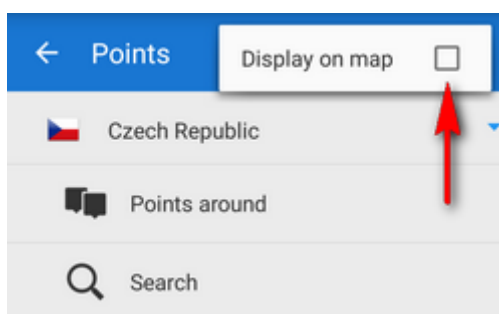 Points
Display on map
Czech Republic
Points around
Search